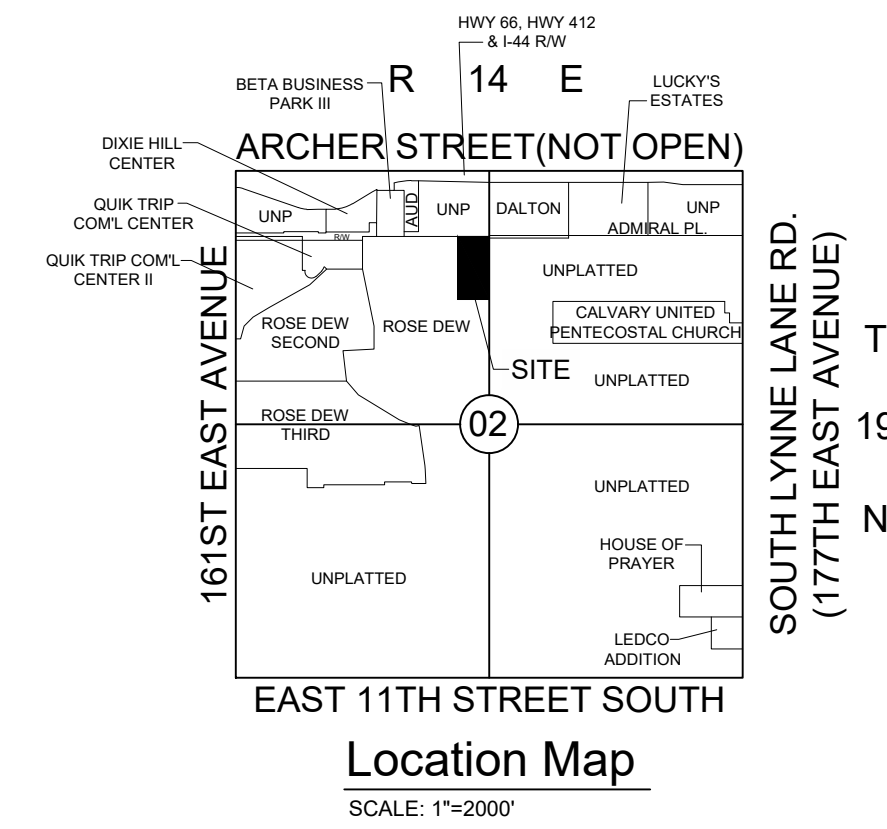 HWY 66, HWY 412
& I-44 R/W
R 14 E
BETA BUSINESS
PARK III
LUCKY'S
ESTATES
DIXIE HILL
CENTER
ARCHER STREET(NOT OPEN)
QUIK TRIP
COM'L CENTER
UNP
AUD
UNP
DALTON
UNP
ADMIRAL PL.
R/W
QUIK TRIP COM'L
CENTER II
UNPLATTED
ROSE DEW
SECOND
ROSE DEW
CALVARY UNITED
PENTECOSTAL CHURCH
SITE
UNPLATTED
ROSE DEW
THIRD
02
161ST EAST AVENUE
SOUTH LYNNE LANE RD.
(177TH EAST AVENUE)
T
19
N
UNPLATTED
HOUSE OF
PRAYER
UNPLATTED
LEDCO
ADDITION
EAST 11TH STREET SOUTH
Location Map
SCALE: 1"=2000'